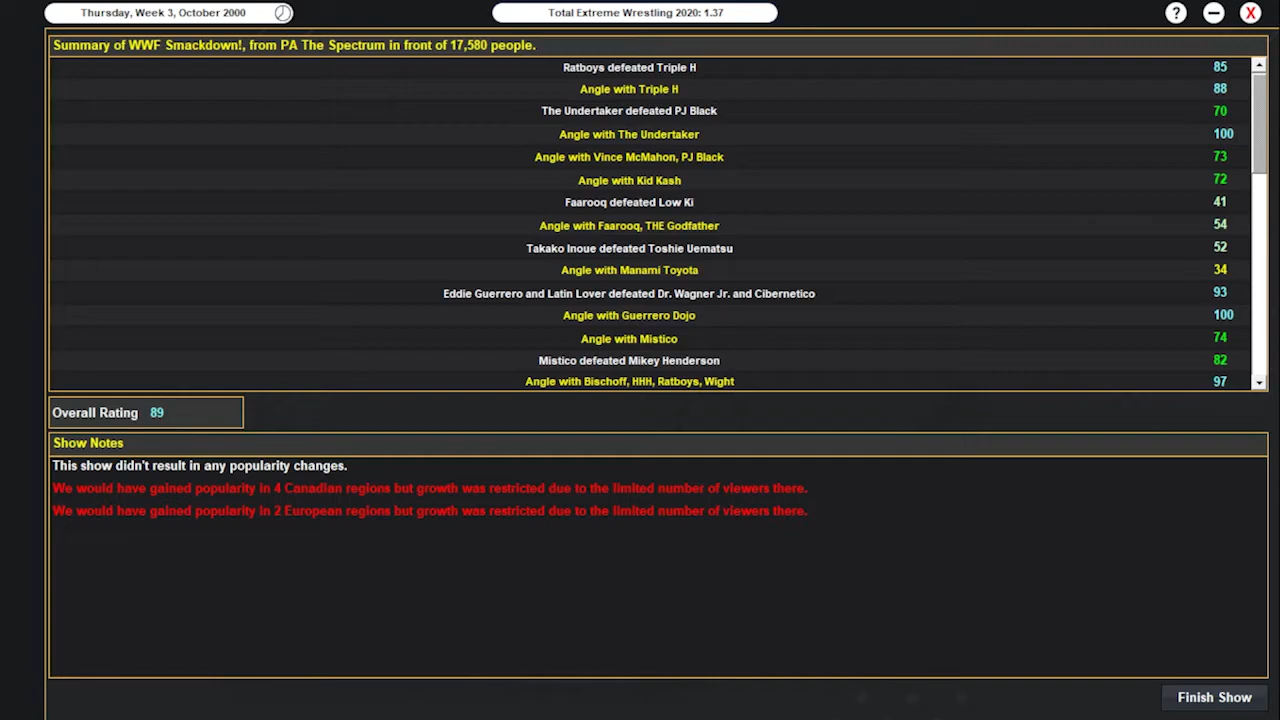 Thursday, Week 3, October 2000
Total Extreme Wrestling 2020: 1.37
?
X
Summary of WWF Smackdown!, from PA The Spectrum in front of 17,580 people.
Ratboys defeated Triple H 85
Angle with Triple H 88
The Undertaker defeated PJ Black 70
Angle with The Undertaker 100
Angle with Vince McMahon, PJ Black 73
Angle with Kid Kash 72
Faarooq defeated Low Ki 41
Angle with Faarooq, THE Godfather 54
Takako Inoue defeated Toshie Uematsu 52
Angle with Manami Toyota 34
Eddie Guerrero and Latin Lover defeated Dr. Wagner Jr. and Cibernetico 93
Angle with Guerrero Dojo 100
Angle with Mistico 74
Mistico defeated Mikey Henderson 82
Angle with Bischoff, HHH, Ratboys, Wight 97
Overall Rating 89
Show Notes
This show didn't result in any popularity changes.
We would have gained popularity in 4 Canadian regions but growth was restricted due to the limited number of viewers there.
We would have gained popularity in 2 European regions but growth was restricted due to the limited number of viewers there.
Finish Show